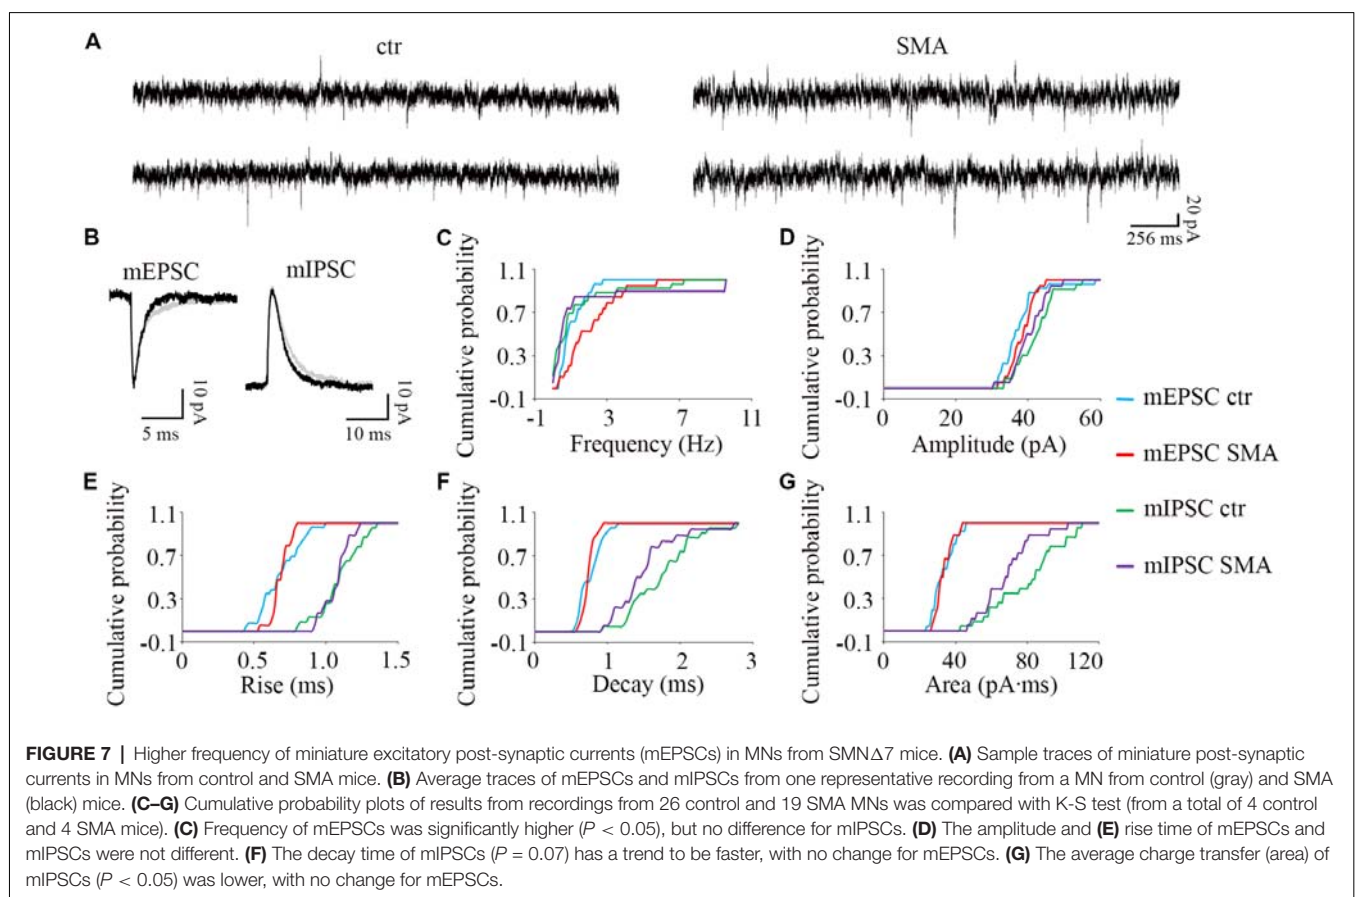 A
ctr
SMA
20 pA
256 ms
B
mEPSC
mIPSC
10 pA
5 ms
10 pA
10 ms
C
Cumulative probability
1.1
0.7
0.3
-0.1
-1
3
7
11
Frequency (Hz)
D
Cumulative probability
1.1
0.7
0.3
-0.1
0
20
40
60
Amplitude (pA)
mEPSC ctr
mEPSC SMA
mIPSC ctr
mIPSC SMA
E
Cumulative probability
1.1
0.7
0.3
-0.1
0
0.5
1.0
1.5
Rise (ms)
F
Cumulative probability
1.1
0.7
0.3
-0.1
0
1
2
3
Decay (ms)
G
Cumulative probability
1.1
0.7
0.3
-0.1
0
40
80
120
Area (pA·ms)
FIGURE 7 | Higher frequency of miniature excitatory post-synaptic currents (mEPSCs) in MNs from SMNΔ7 mice. (A) Sample traces of miniature post-synaptic
currents in MNs from control and SMA mice. (B) Average traces of mEPSCs and mIPSCs from one representative recording from a MN from control (gray) and SMA
(black) mice. (C–G) Cumulative probability plots of results from recordings from 26 control and 19 SMA MNs was compared with K-S test (from a total of 4 control
and 4 SMA mice). (C) Frequency of mEPSCs was significantly higher (P < 0.05), but no difference for mIPSCs. (D) The amplitude and (E) rise time of mEPSCs and
mIPSCs were not different. (F) The decay time of mIPSCs (P = 0.07) has a trend to be faster, with no change for mEPSCs. (G) The average charge transfer (area) of
mIPSCs (P < 0.05) was lower, with no change for mEPSCs.